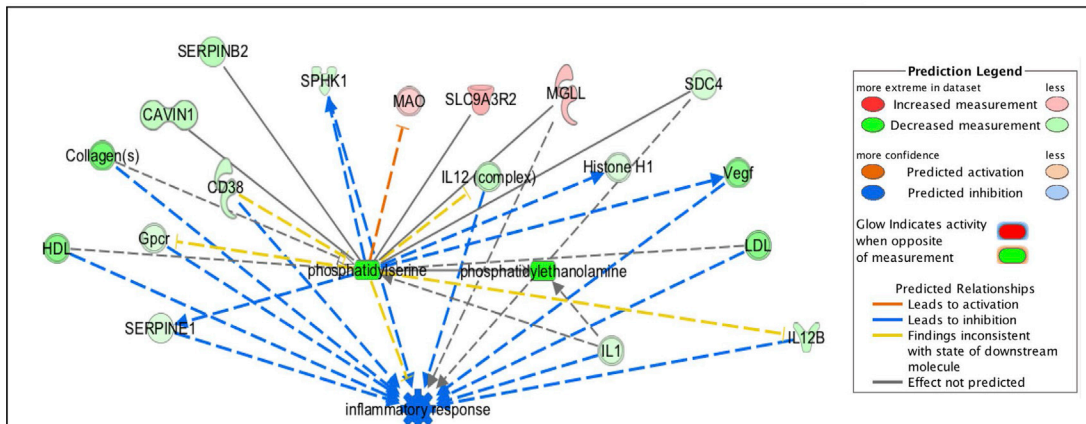 SERPINB2
SPHK1
MAO
SLC9A3R2
MGLL
SDC4
CAVIN1
Collagen(s)
CD38
IL12 (complex)
Histone H1
Vegf
HDL
Gpcr
LDL
phosphatidylserine
phosphatidylethanolamine
SERPINE1
IL12B
IL1
inflammatory response
Prediction Legend
more extreme in dataset less
Increased measurement
Decreased measurement
more confidence less
Predicted activation
Predicted inhibition
Glow Indicates activity
when opposite
of measurement
Predicted Relationships
Leads to activation
Leads to inhibition
Findings inconsistent
with state of downstream
molecule
Effect not predicted